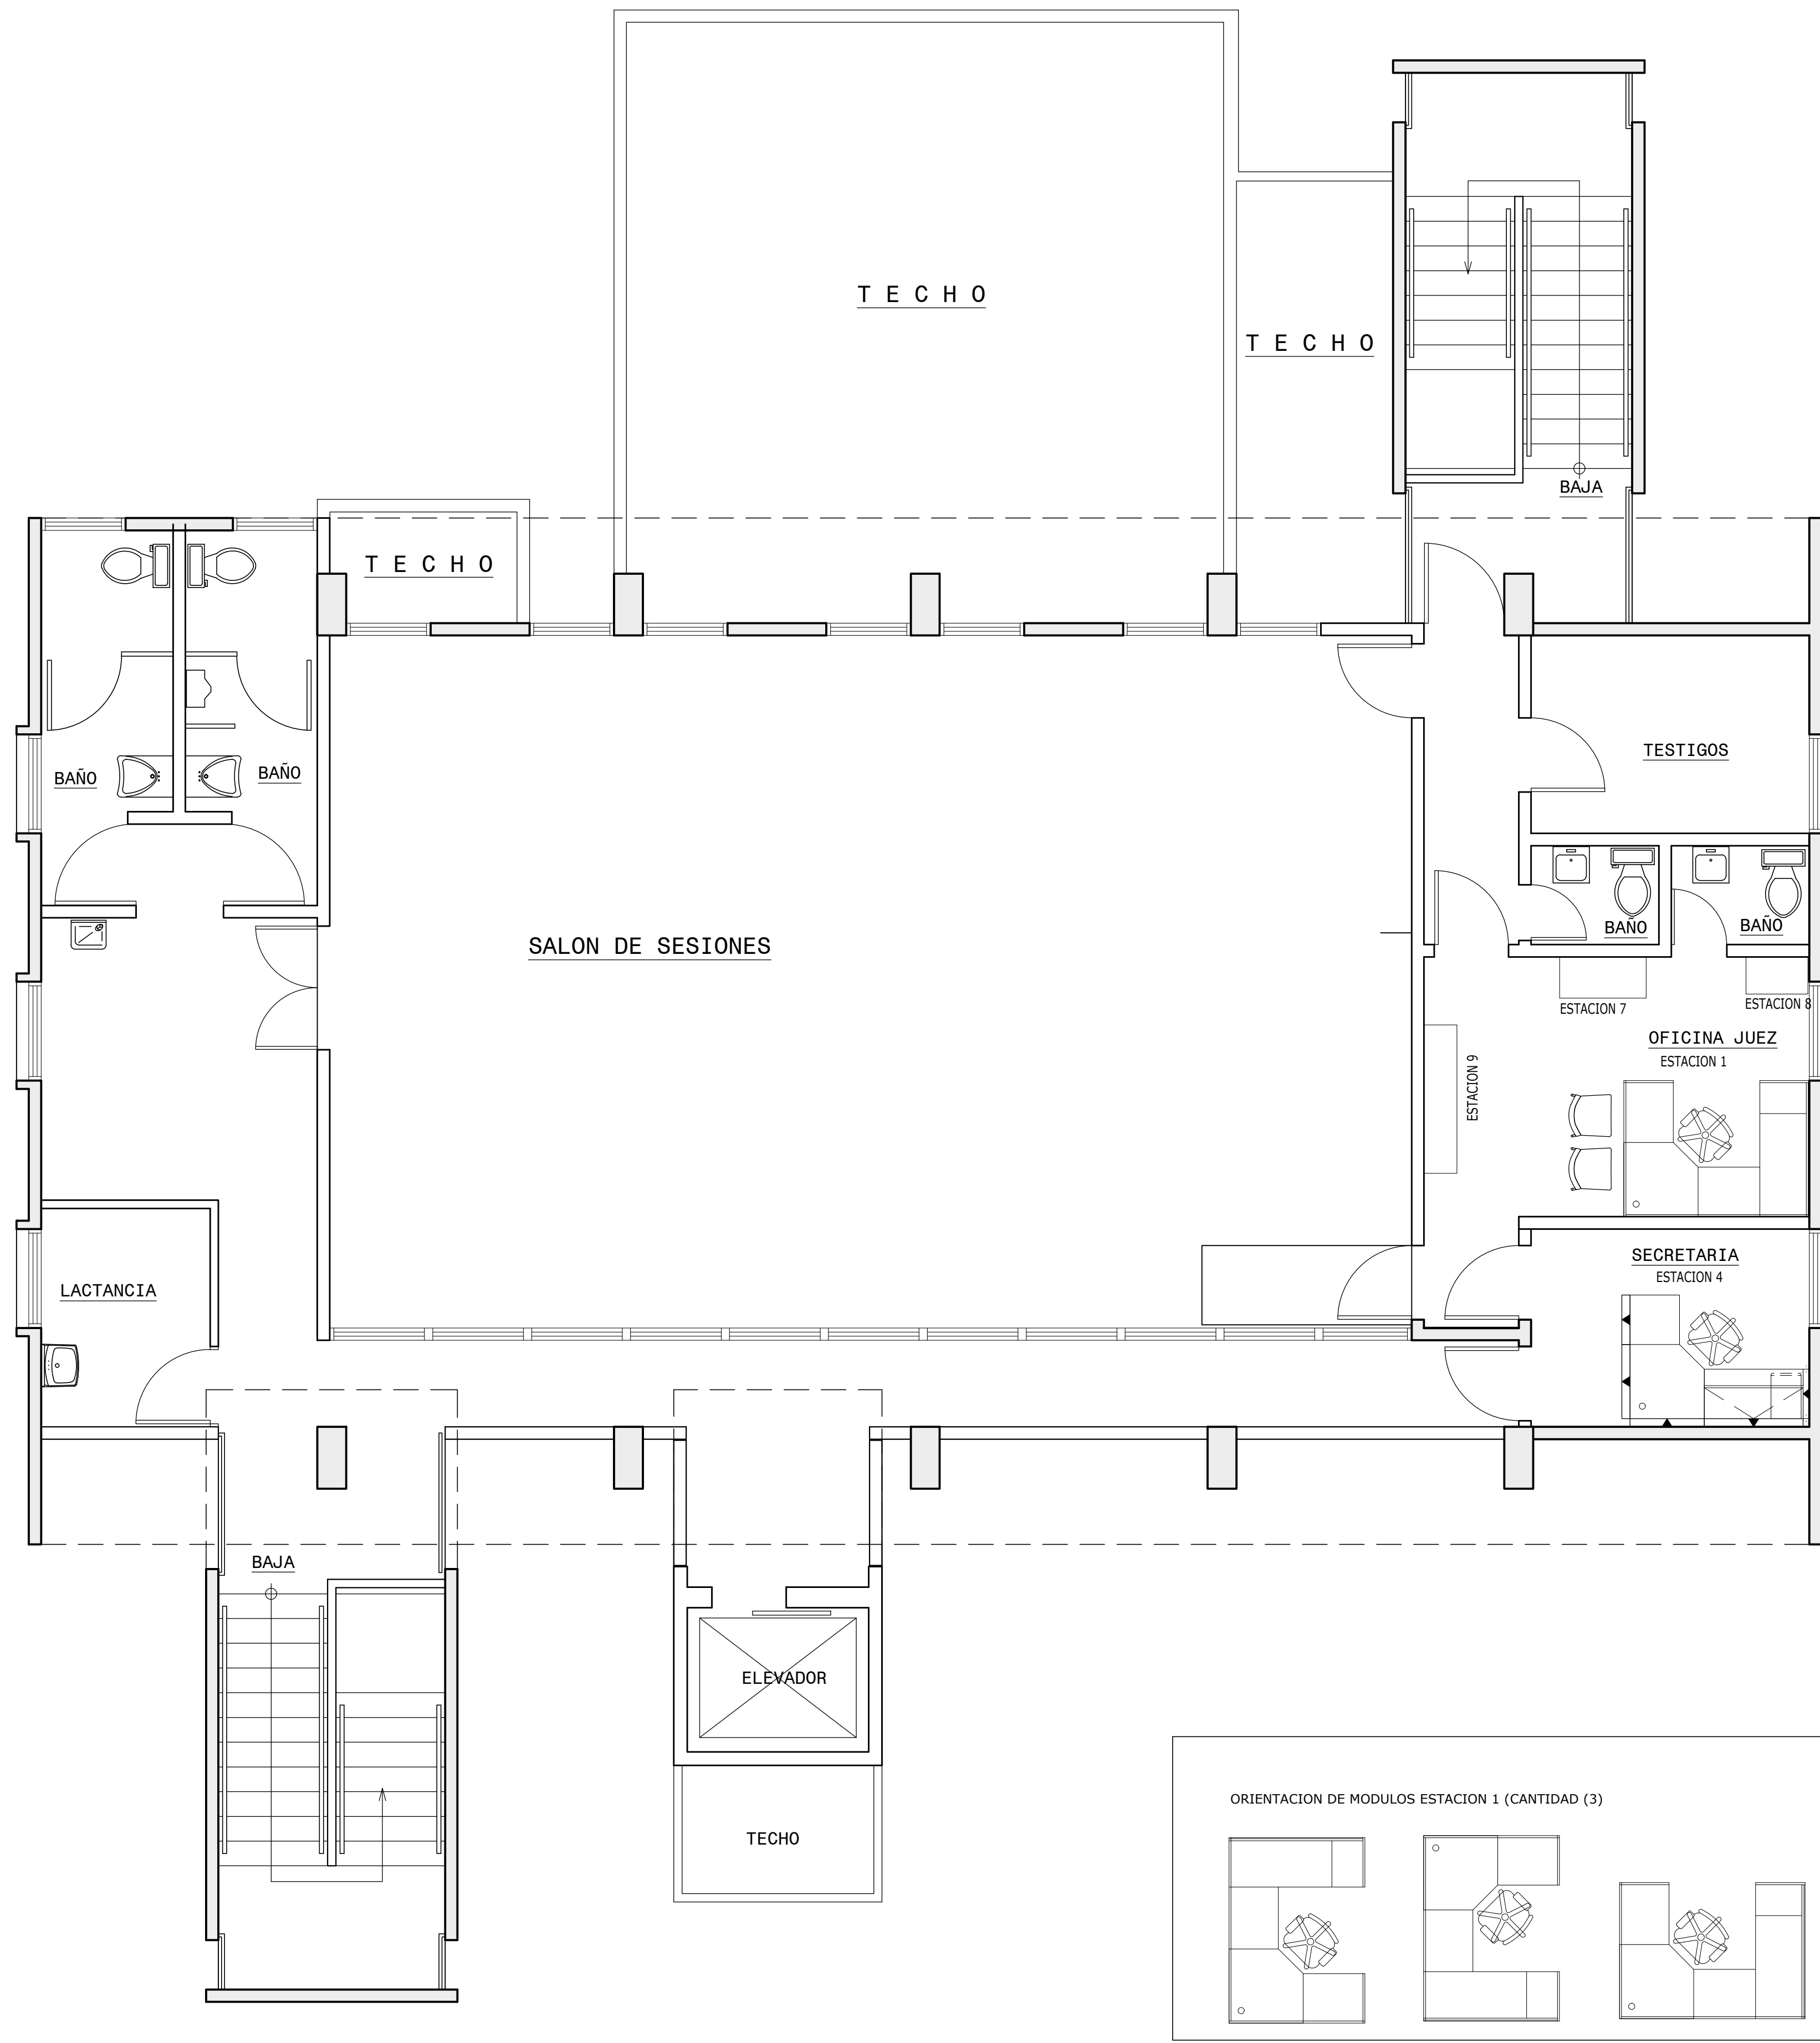 T E C H O
T E C H O
BAJA
T E C H O
TESTIGOS
BAÑO
BAÑO
BAÑO
BAÑO
SALON DE SESIONES
ESTACION 7
ESTACION 8
OFICINA JUEZ
ESTACION 1
ESTACION 9
SECRETARIA
ESTACION 4
LACTANCIA
BAJA
ELEVADOR
TECHO
ORIENTACION DE MODULOS ESTACION 1 (CANTIDAD (3)